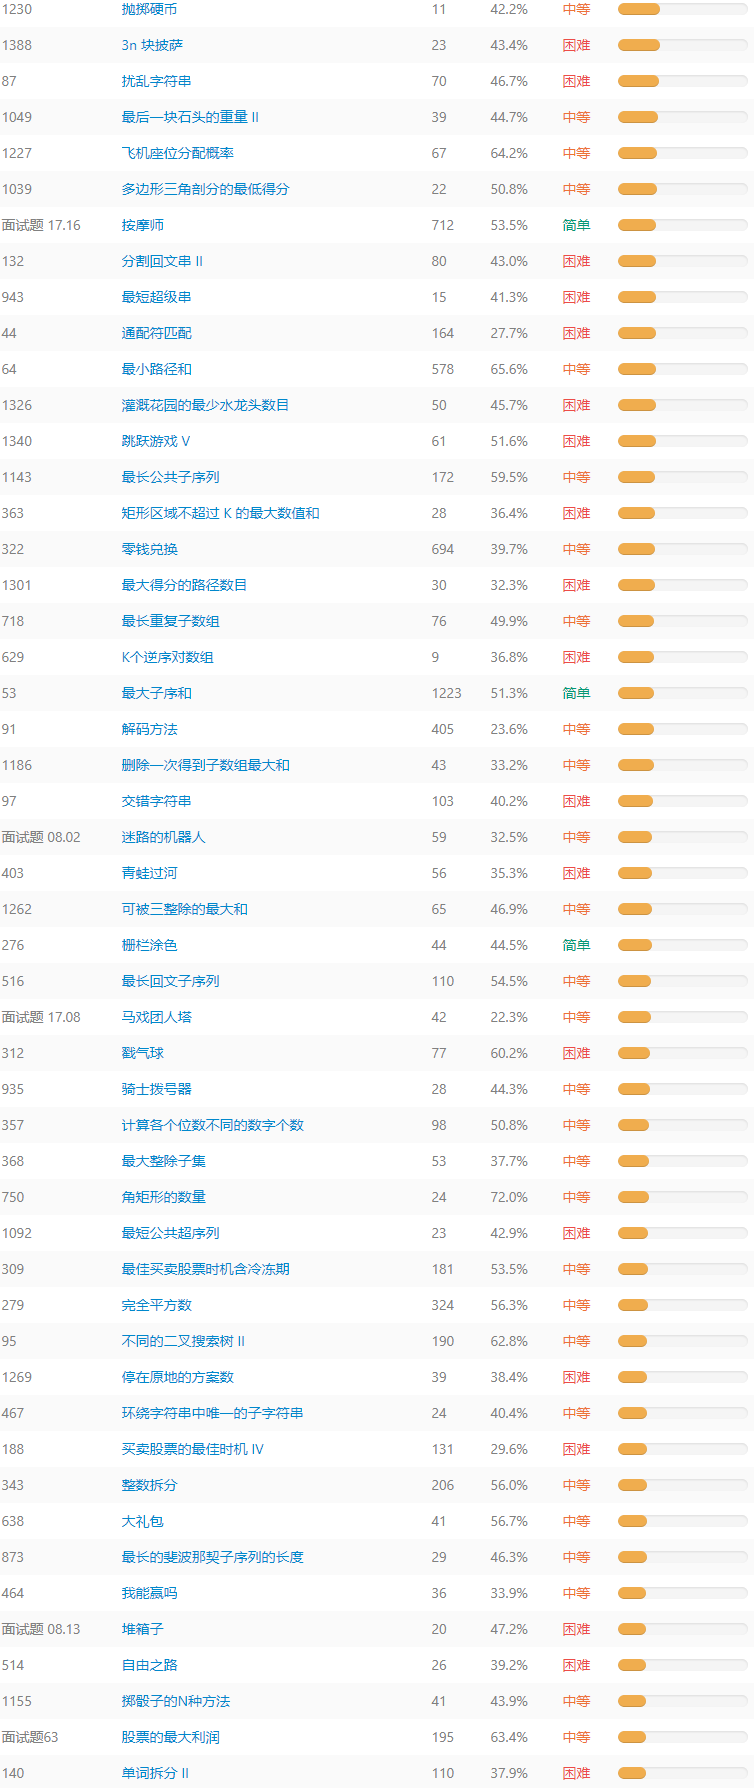 1230 抛掷硬币 11 42.2% 中等
1388 3n 块披萨 23 43.4% 困难
87 扰乱字符串 70 46.7% 困难
1049 最后一块石头的重量 II 39 44.7% 中等
1227 飞机座位分配概率 67 64.2% 中等
1039 多边形三角剖分的最低得分 22 50.8% 中等
面试题 17.16 按摩师 712 53.5% 简单
132 分割回文串 II 80 43.0% 困难
943 最短超级串 15 41.3% 困难
44 通配符匹配 164 27.7% 困难
64 最小路径和 578 65.6% 中等
1326 灌溉花园的最少水龙头数目 50 45.7% 困难
1340 跳跃游戏 V 61 51.6% 困难
1143 最长公共子序列 172 59.5% 中等
363 矩形区域不超过 K 的最大数值和 28 36.4% 困难
322 零钱兑换 694 39.7% 中等
1301 最大得分的路径数目 30 32.3% 困难
718 最长重复子数组 76 49.9% 中等
629 K个逆序对数组 9 36.8% 困难
53 最大子序和 1223 51.3% 简单
91 解码方法 405 23.6% 中等
1186 删除一次得到子数组最大和 43 33.2% 中等
97 交错字符串 103 40.2% 困难
面试题 08.02 迷路的机器人 59 32.5% 中等
403 青蛙过河 56 35.3% 困难
1262 可被三整除的最大和 65 46.9% 中等
276 栅栏涂色 44 44.5% 简单
516 最长回文子序列 110 54.5% 中等
面试题 17.08 马戏团人塔 42 22.3% 中等
312 戳气球 77 60.2% 困难
935 骑士拨号器 28 44.3% 中等
357 计算各个位数不同的数字个数 98 50.8% 中等
368 最大整除子集 53 37.7% 中等
750 角矩形的数量 24 72.0% 中等
1092 最短公共超序列 23 42.9% 困难
309 最佳买卖股票时机含冷冻期 181 53.5% 中等
279 完全平方数 324 56.3% 中等
95 不同的二叉搜索树 II 190 62.8% 中等
1269 停在原地的方案数 39 38.4% 困难
467 环绕字符串中唯一的子字符串 24 40.4% 中等
188 买卖股票的最佳时机 IV 131 29.6% 困难
343 整数拆分 206 56.0% 中等
638 大礼包 41 56.7% 中等
873 最长的斐波那契子序列的长度 29 46.3% 中等
464 我能赢吗 36 33.9% 中等
面试题 08.13 堆箱子 20 47.2% 困难
514 自由之路 26 39.2% 困难
1155 掷骰子的N种方法 41 43.9% 中等
面试题63 股票的最大利润 195 63.4% 中等
140 单词拆分 II 110 37.9% 困难